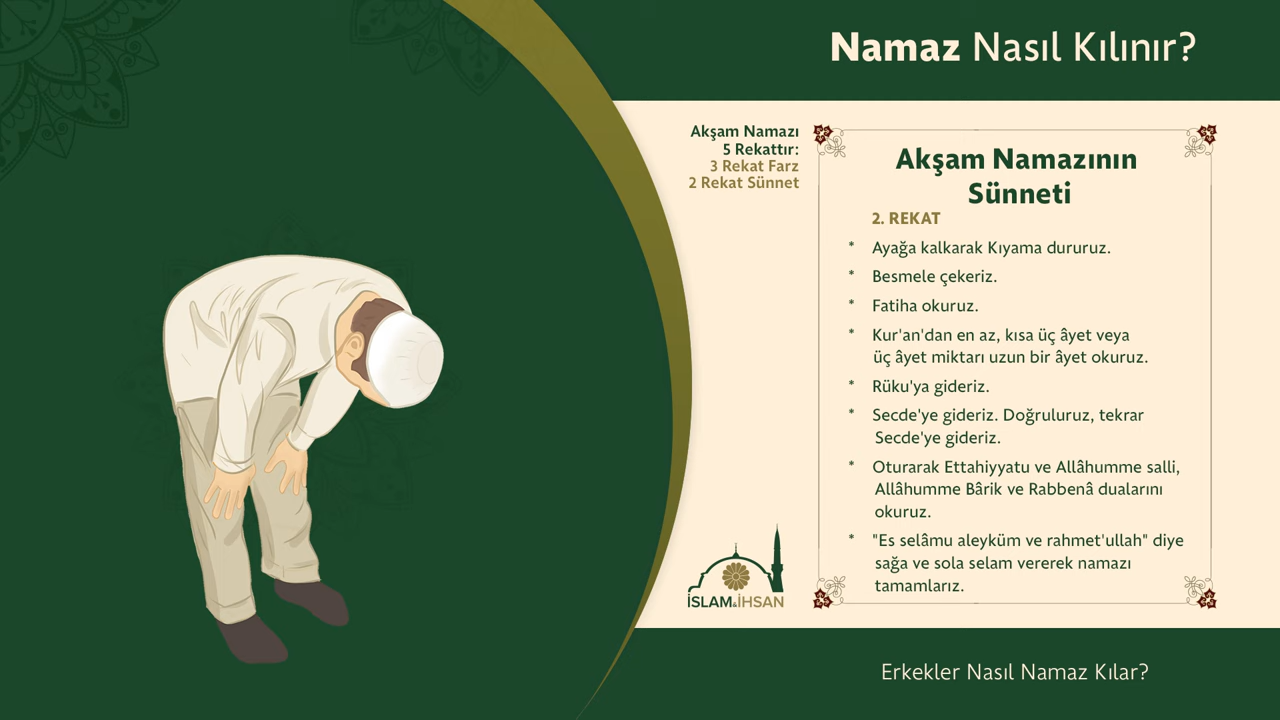 Namaz Nasıl Kılınır?
Akşam Namazı
5 Rekattır:
3 Rekat Farz
2 Rekat Sünnet
Akşam Namazının
Sünneti
2. REKAT
* Ayağa kalkarak Kıyama dururuz.
* Besmele çekeriz.
* Fatiha okuruz.
* Kur'an'dan en az, kısa üç âyet veya
üç âyet miktarı uzun bir âyet okuruz.
* Rüku'ya gideriz.
* Secde'ye gideriz. Doğruluruz, tekrar
Secde'ye gideriz.
* Oturarak Ettahiyyatu ve Allâhumme salli,
Allâhumme Bârik ve Rabbenâ dualarını
okuruz.
* "Es selâmu aleyküm ve rahmet'ullah" diye
sağa ve sola selam vererek namazı
tamamlarız.
İSLAM&İHSAN
Erkekler Nasıl Namaz Kılar?